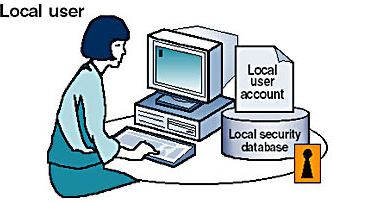 Local user
Local
user
account
Local security
database